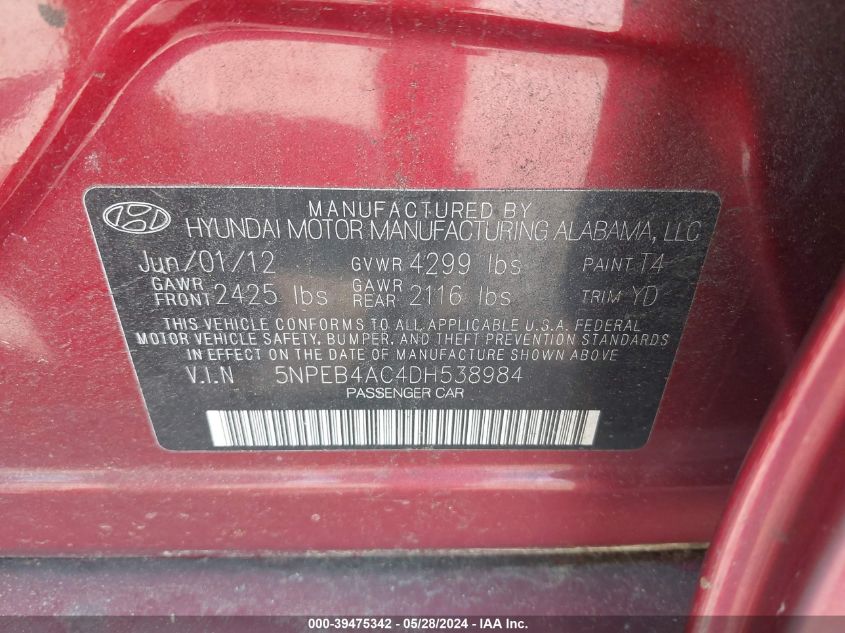 MANUFACTURED BY
HYUNDAI MOTOR MANUFACTURING ALABAMA, LLC
Jun/01/12 GVWR 4299 lbs PAINT T4
GAWR FRONT 2425 lbs GAWR REAR 2116 lbs TRIM YD
THIS VEHICLE CONFORMS TO ALL APPLICABLE U.S.A. FEDERAL
MOTOR VEHICLE SAFETY, BUMPER, AND THEFT PREVENTION STANDARDS
IN EFFECT ON THE DATE OF MANUFACTURE SHOWN ABOVE
V.I.N 5NPEB4AC4DH538984
PASSENGER CAR
000-39475342 | 05/28/2024 - IAA Inc.